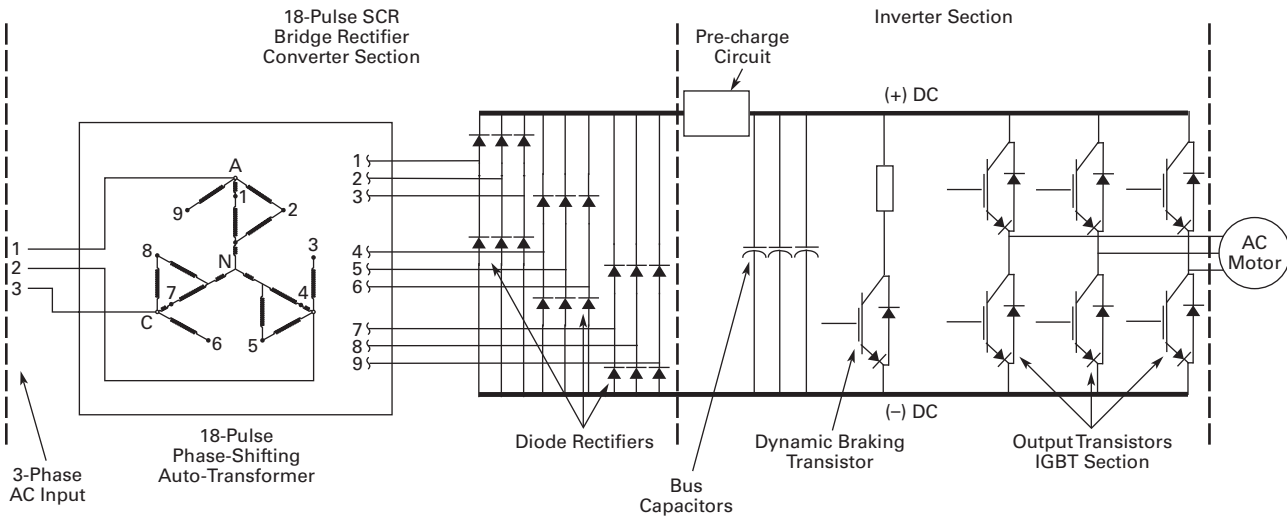 18-Pulse SCR
Bridge Rectifier
Converter Section
Inverter Section
Pre-charge
Circuit
(+) DC
A
1
9
2
8
3
N
7
4
C
6
5
1
2
3
1
2
3
4
5
6
7
8
9
AC
Motor
(–) DC
18-Pulse
Phase-Shifting
Auto-Transformer
3-Phase
AC Input
Diode Rectifiers
Bus
Capacitors
Dynamic Braking
Transistor
Output Transistors
IGBT Section